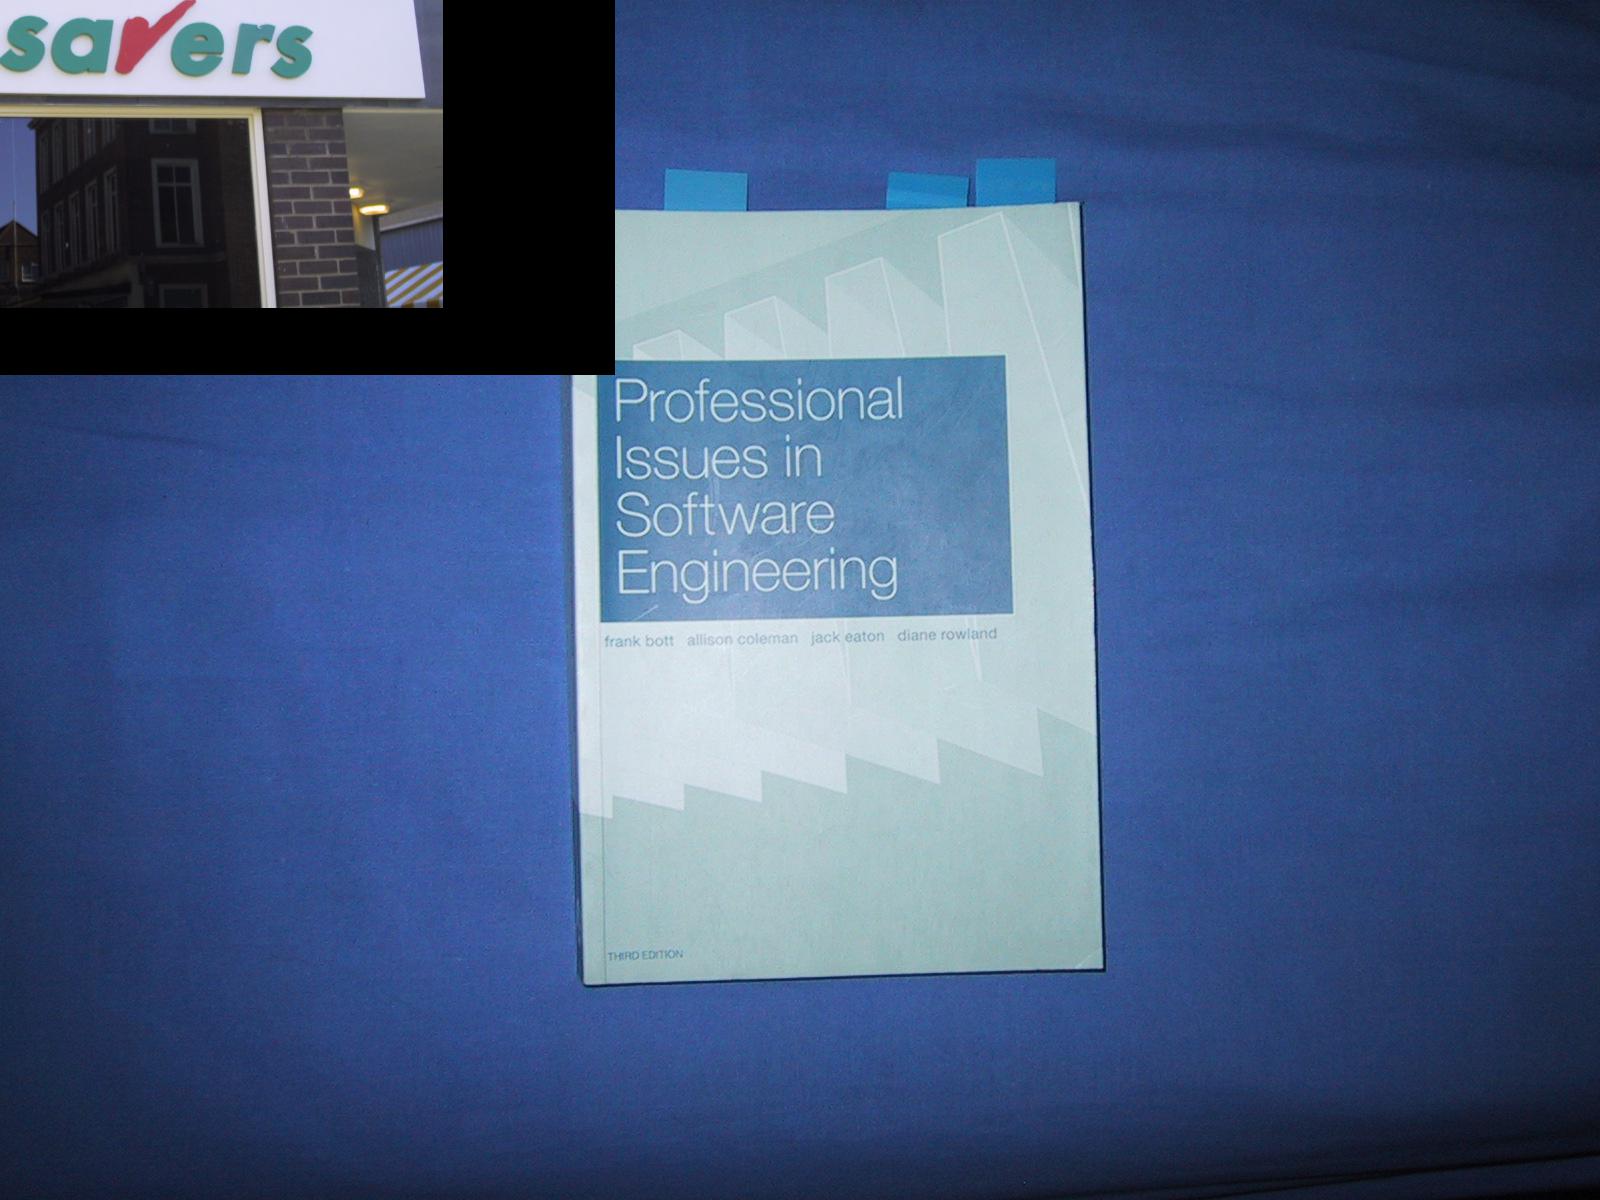 savers
Professional
Issues in
Software
Engineering
frank bott allison coleman jack eaton diane rowland
THIRD EDITION